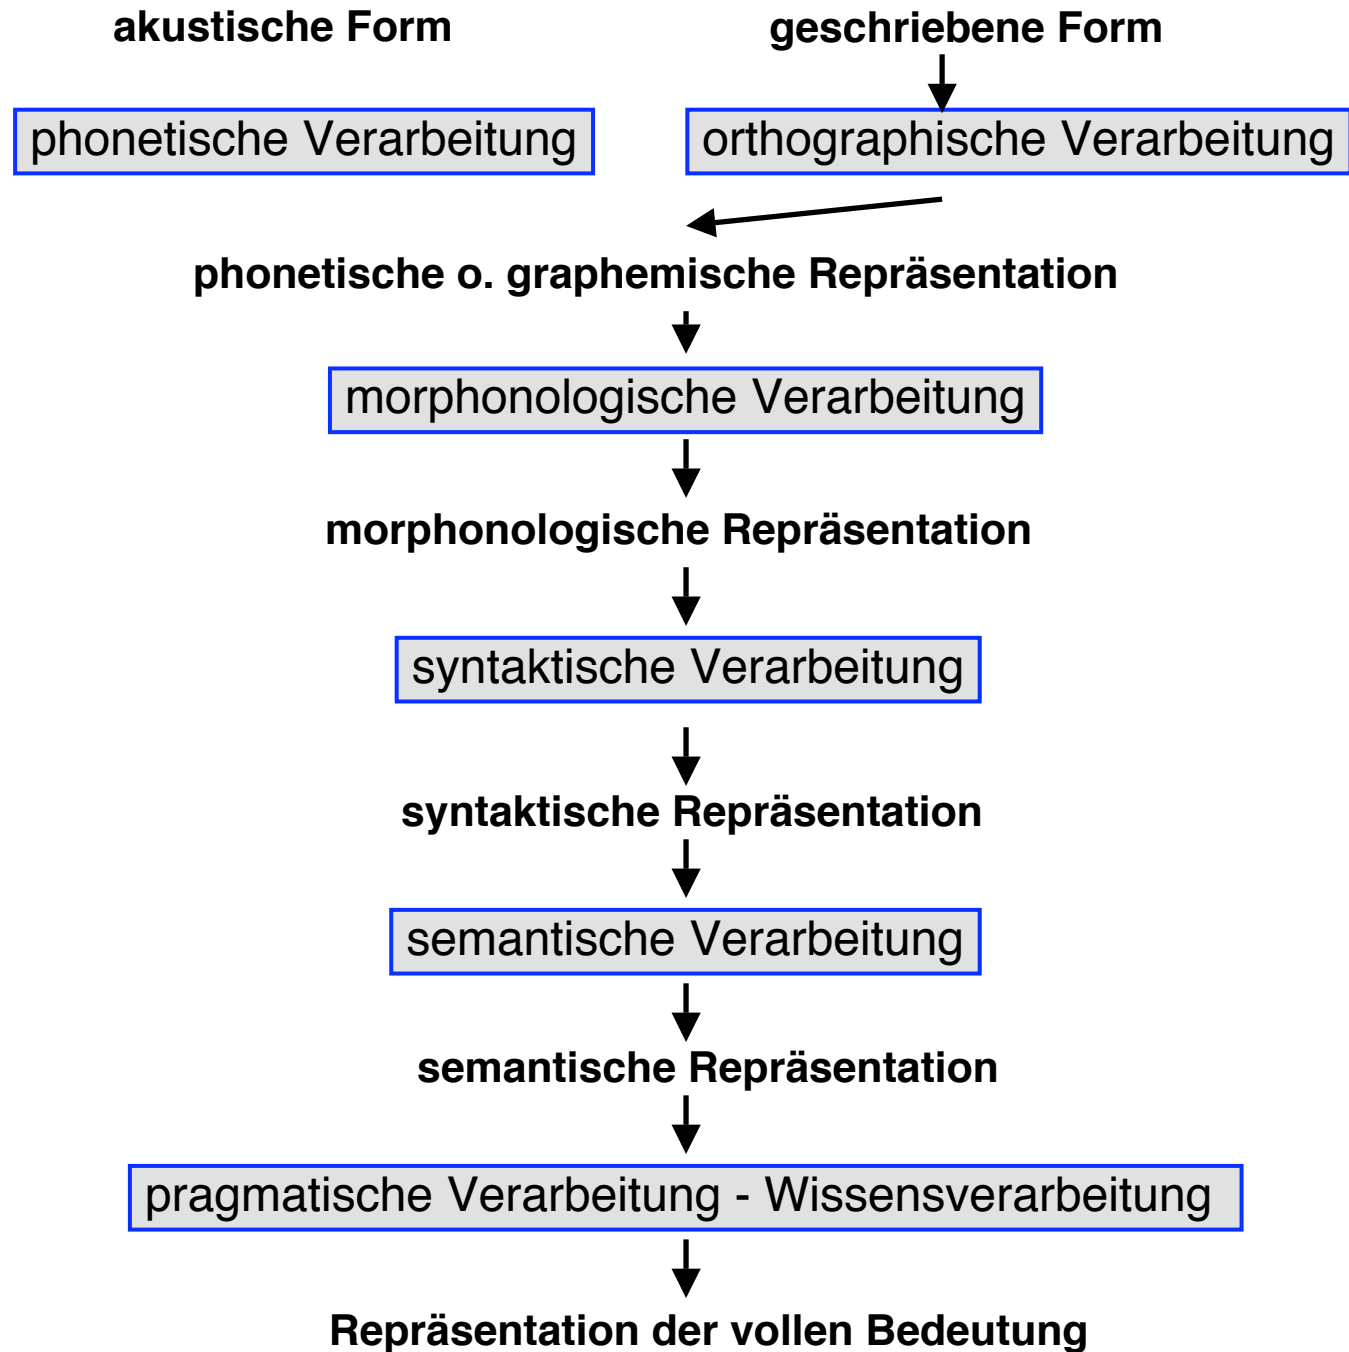 akustische Form
geschriebene Form
phonetische Verarbeitung
orthographische Verarbeitung
phonetische o. graphemische Repräsentation
morphonologische Verarbeitung
morphonologische Repräsentation
syntaktische Verarbeitung
syntaktische Repräsentation
semantische Verarbeitung
semantische Repräsentation
pragmatische Verarbeitung - Wissensverarbeitung
Repräsentation der vollen Bedeutung